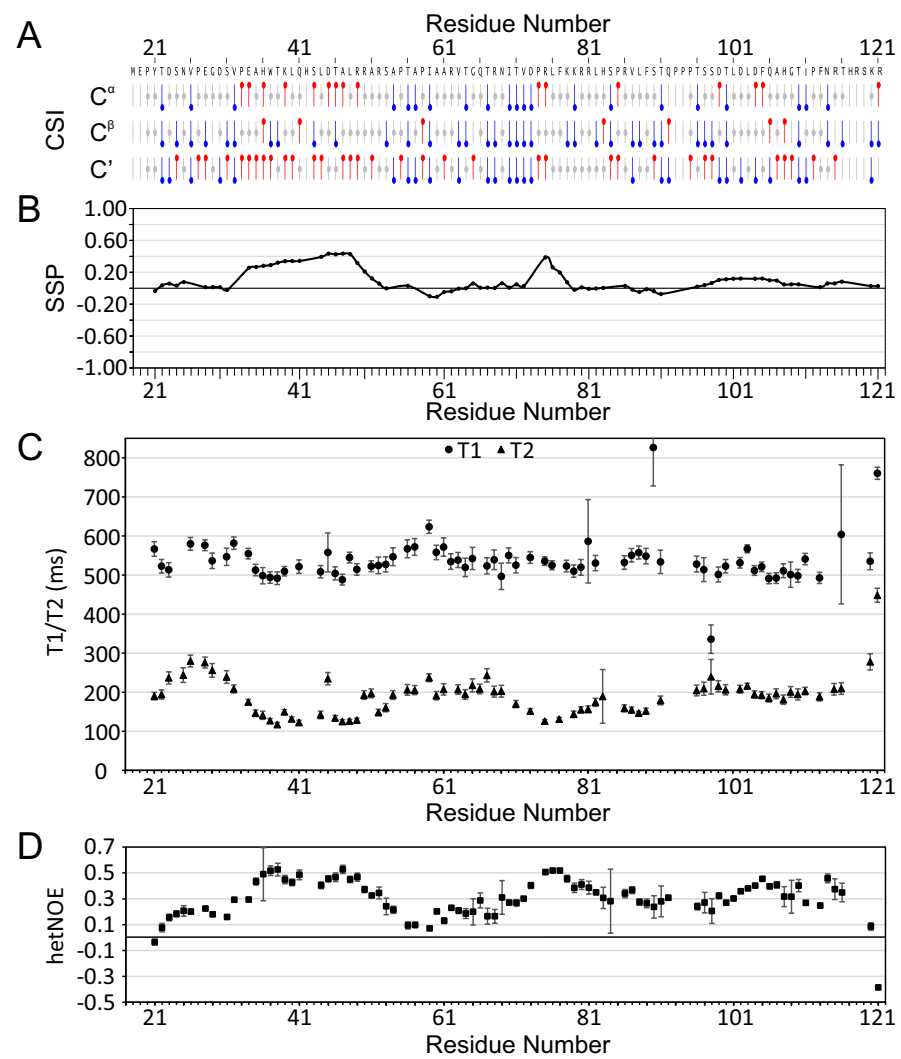 A
Residue Number
21 41 61 81 101 121
MEPYTDSNVPEGDSVPEAHWTKLQHSLDTALRRARSAPTAPIAARVTGQTRNITVDPRLFKKRRLHSPRVLFSTQPPPTSSDTLDLDFQAHGTIPFNRTHRSKR
CSI
Cα
Cβ
C’
B
SSP
1.00
0.60
0.20
-0.20
-0.60
-1.00
21 41 61 81 101 121
Residue Number
C
T1/T2 (ms)
T1 T2
800
700
600
500
400
300
200
100
0
21 41 61 81 101 121
Residue Number
D
hetNOE
0.7
0.5
0.3
0.1
-0.1
-0.3
-0.5
21 41 61 81 101 121
Residue Number